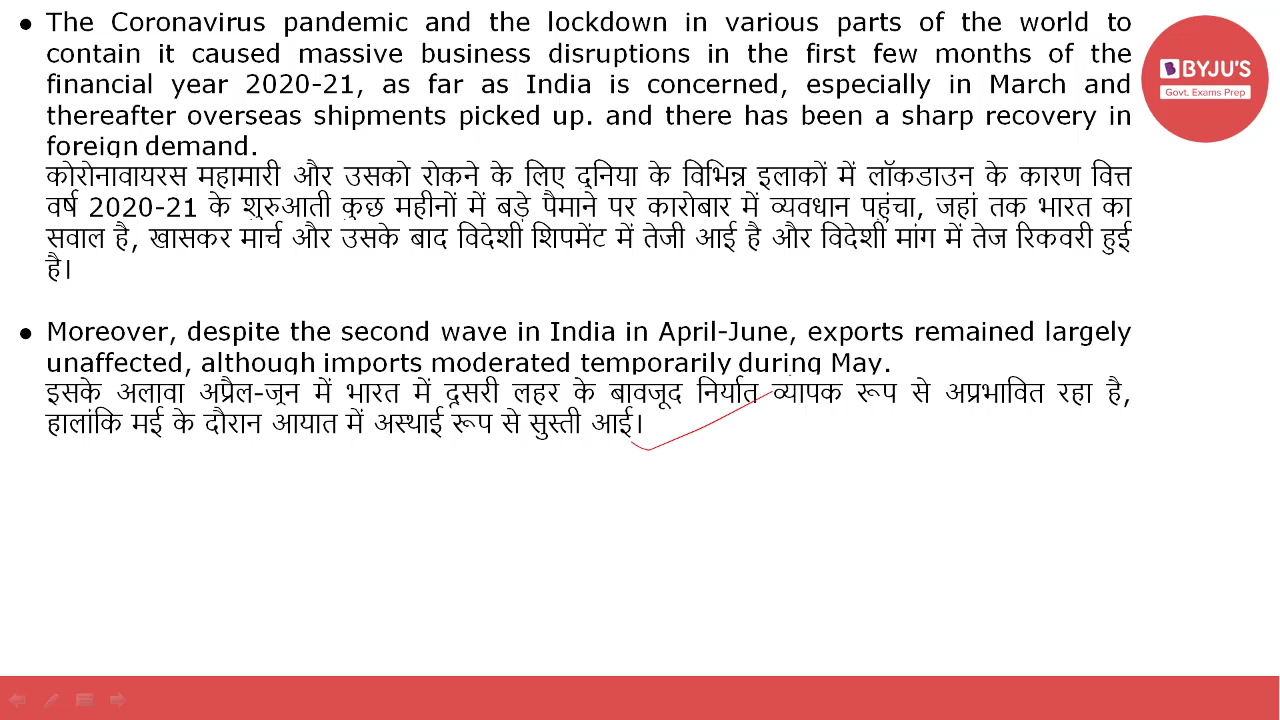 ● The Coronavirus pandemic and the lockdown in various parts of the world to
contain it caused massive business disruptions in the first few months of the
financial year 2020-21, as far as India is concerned, especially in March and
thereafter overseas shipments picked up. and there has been a sharp recovery in
foreign demand.
कोरोनावायरस महामारी और उसको रोकने के लिए दुनिया के विभिन्न इलाकों में लॉकडाउन के कारण वित्त
वर्ष 2020-21 के शुरुआती कुछ महीनों में बड़े पैमाने पर कारोबार में व्यवधान पहुंचा, जहां तक भारत का
सवाल है, खासकर मार्च और उसके बाद विदेशी शिपमेंट में तेजी आई है और विदेशी मांग में तेज रिकवरी हुई
है।
● Moreover, despite the second wave in India in April-June, exports remained largely
unaffected, although imports moderated temporarily during May.
इसके अलावा अप्रैल-जून में भारत में दूसरी लहर के बावजूद निर्यात व्यापक रूप से अप्रभावित रहा है,
हालांकि मई के दौरान आयात में अस्थाई रूप से सुस्ती आई।
BYJU'S
Govt. Exams Prep